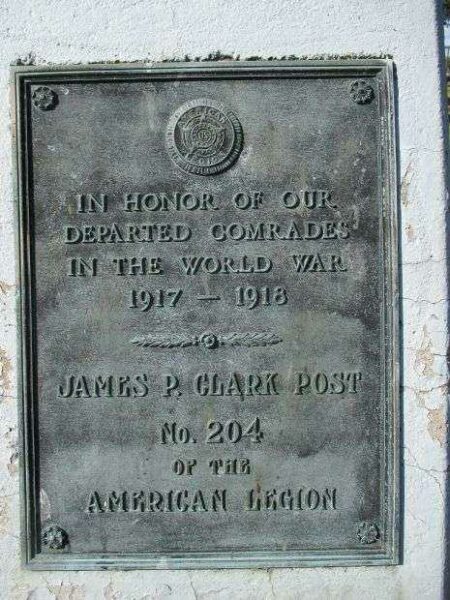 IN HONOR OF OUR
DEPARTED COMRADES
IN THE WORLD WAR
1917 — 1918
JAMES P. CLARK POST
No. 204
OF THE
AMERICAN LEGION